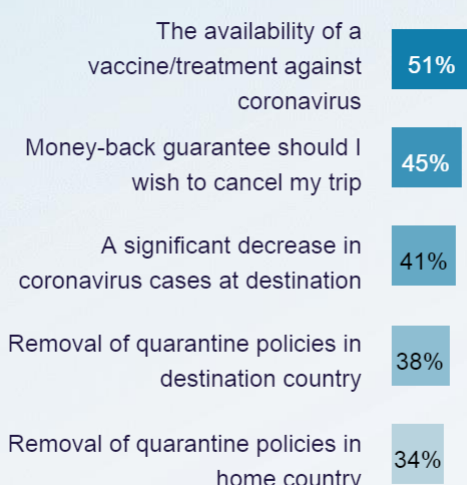 The availability of a
vaccine/treatment against
coronavirus
51%
Money-back guarantee should I
wish to cancel my trip
45%
A significant decrease in
coronavirus cases at destination
41%
Removal of quarantine policies in
destination country
38%
Removal of quarantine policies in
home country
34%